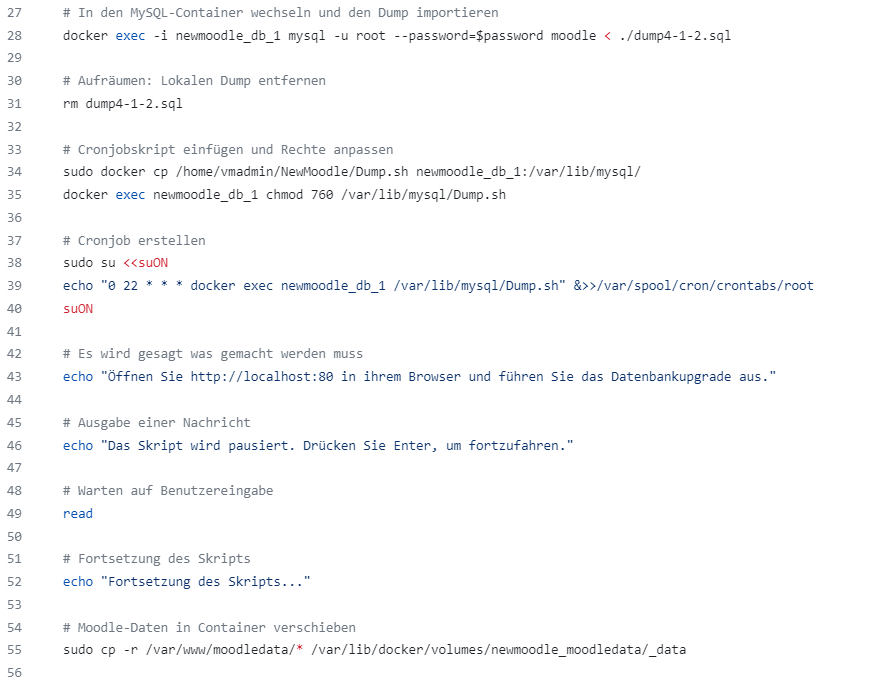 27 # In den MySQL-Container wechseln und den Dump importieren
28 docker exec -i newmoodle_db_1 mysql -u root --password=$password moodle < ./dump4-1-2.sql
29
30 # Aufräumen: Lokalen Dump entfernen
31 rm dump4-1-2.sql
32
33 # Cronjobskript einfügen und Rechte anpassen
34 sudo docker cp /home/vmadmin/NewMoodle/Dump.sh newmoodle_db_1:/var/lib/mysql/
35 docker exec newmoodle_db_1 chmod 760 /var/lib/mysql/Dump.sh
36
37 # Cronjob erstellen
38 sudo su <<suON
39 echo "0 22 * * * docker exec newmoodle_db_1 /var/lib/mysql/Dump.sh" &>>/var/spool/cron/crontabs/root
40 suON
41
42 # Es wird gesagt was gemacht werden muss
43 echo "Öffnen Sie http://localhost:80 in ihrem Browser und führen Sie das Datenbankupgrade aus."
44
45 # Ausgabe einer Nachricht
46 echo "Das Skript wird pausiert. Drücken Sie Enter, um fortzufahren."
47
48 # Warten auf Benutzereingabe
49 read
50
51 # Fortsetzung des Skripts
52 echo "Fortsetzung des Skripts..."
53
54 # Moodle-Daten in Container verschieben
55 sudo cp -r /var/www/moodledata/* /var/lib/docker/volumes/newmoodle_moodledata/_data
56